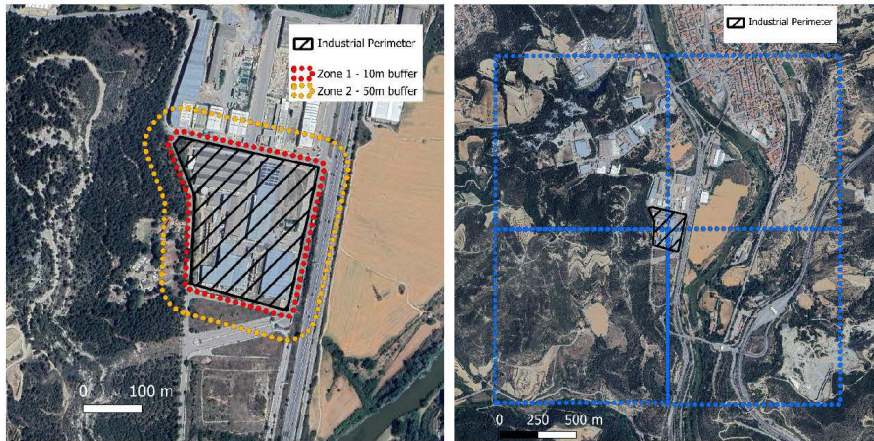 Industrial Perimeter
Zone 1 - 10m buffer
Zone 2 - 50m buffer
0 100 m
Industrial Perimeter
0 250 500 m